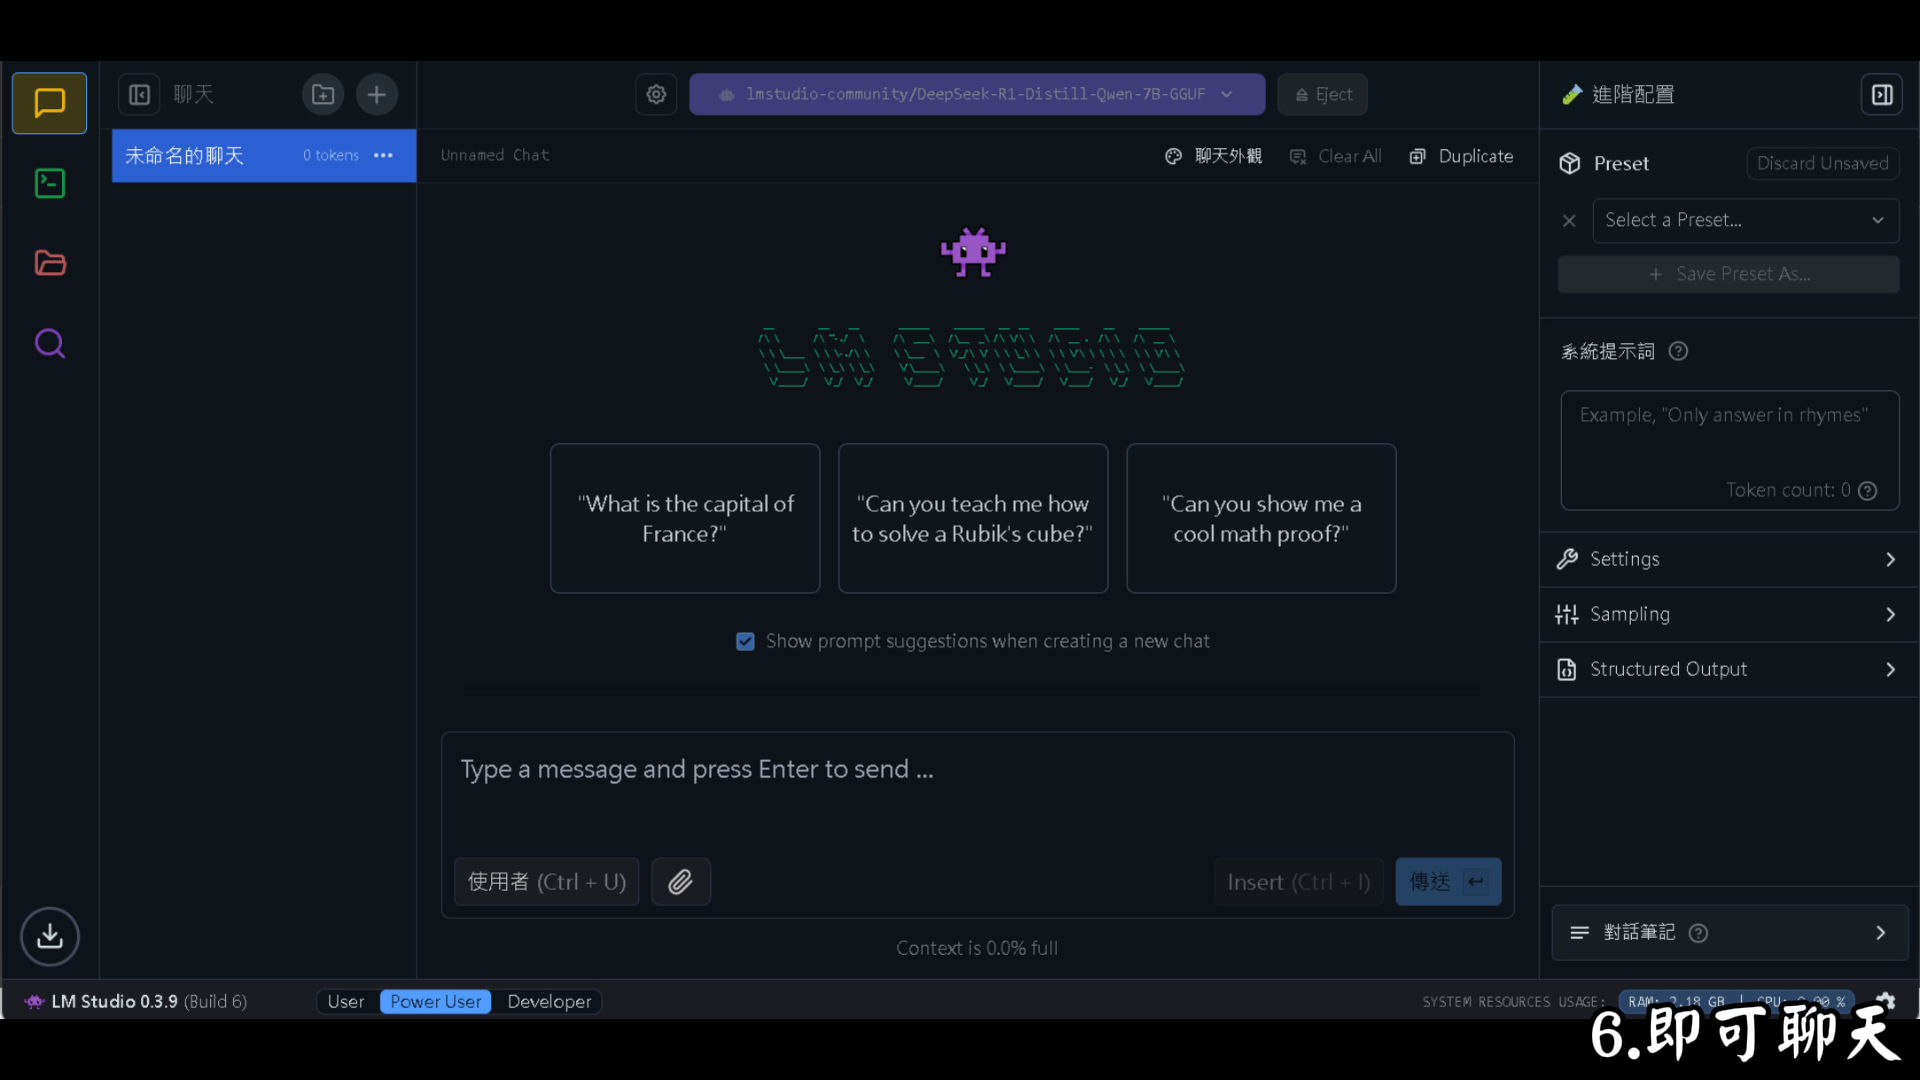 聊天
lmstudio-community/DeepSeek-R1-Distill-Qwen-7B-GGUF
Eject
進階配置
未命名的聊天
0 tokens
Unnamed Chat
聊天外觀
Clear All
Duplicate
Preset
Discard Unsaved
Select a Preset...
+ Save Preset As...
LM STUDIO
系統提示詞
Example, "Only answer in rhymes"
Token count: 0
"What is the capital of
France?"
"Can you teach me how
to solve a Rubik's cube?"
"Can you show me a
cool math proof?"
Show prompt suggestions when creating a new chat
Settings
Sampling
Structured Output
Type a message and press Enter to send ...
使用者 (Ctrl + U)
Insert (Ctrl + I)
傳送
Context is 0.0% full
對話筆記
LM Studio 0.3.9 (Build 6)
User
Power User
Developer
SYSTEM RESOURCES USAGE:
RAM: 2.18 GB | CPU: 0.00 %
6.即可聊天